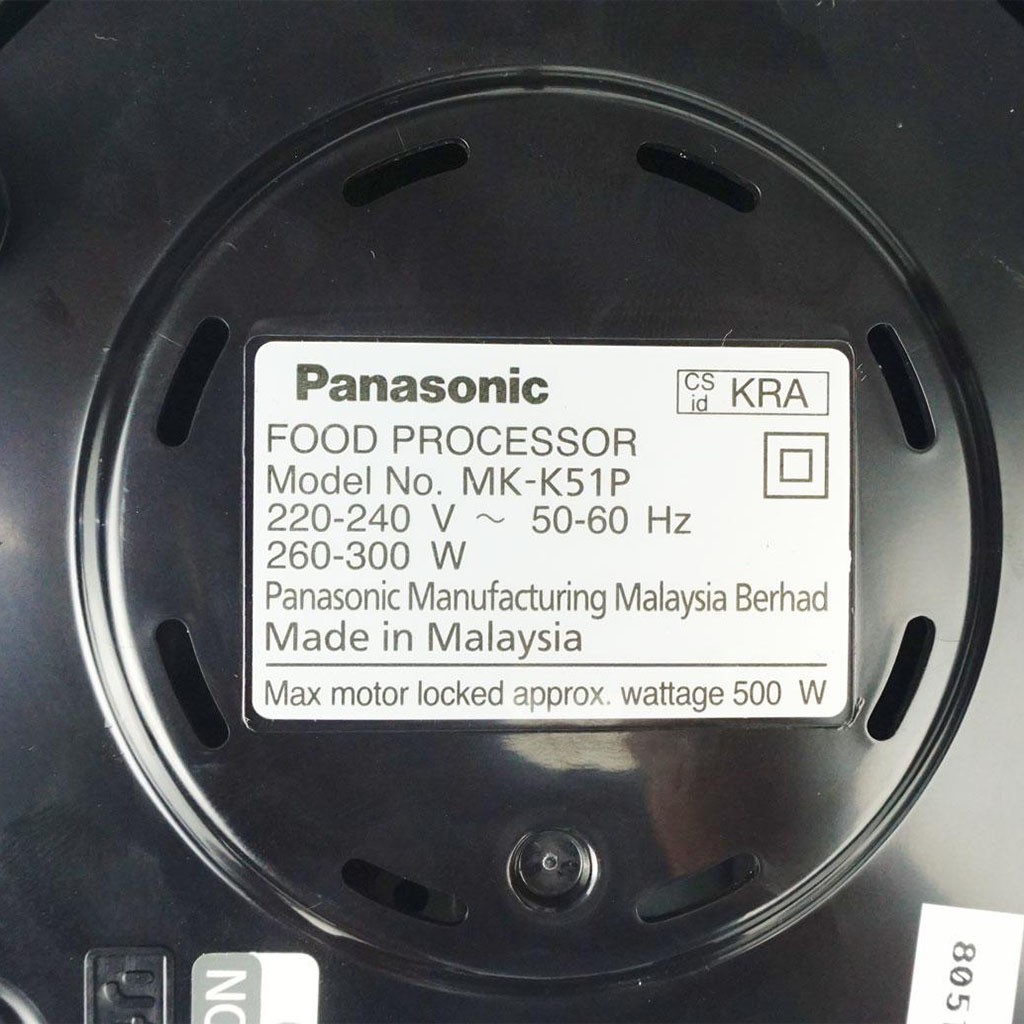 Panasonic
CS
id KRA
FOOD PROCESSOR
Model No. MK-K51P
220-240 V ~ 50-60 Hz
260-300 W
Panasonic Manufacturing Malaysia Berhad
Made in Malaysia
Max motor locked approx. wattage 500 W